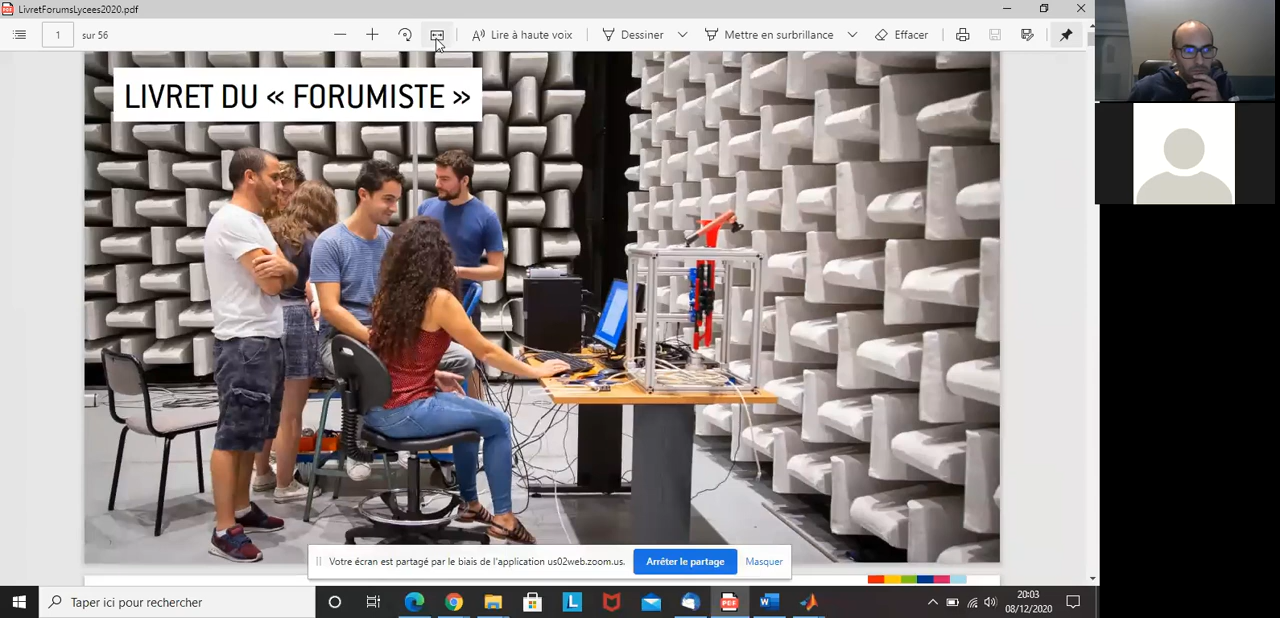 LivretForumsLycees2020.pdf
1 sur 56
Lire à haute voix
Dessiner
Mettre en surbrillance
Effacer
LIVRET DU « FORUMISTE »
Votre écran est partagé par le biais de l'application us02web.zoom.us.
Arrêter le partage
Masquer
Taper ici pour rechercher
20:03
08/12/2020